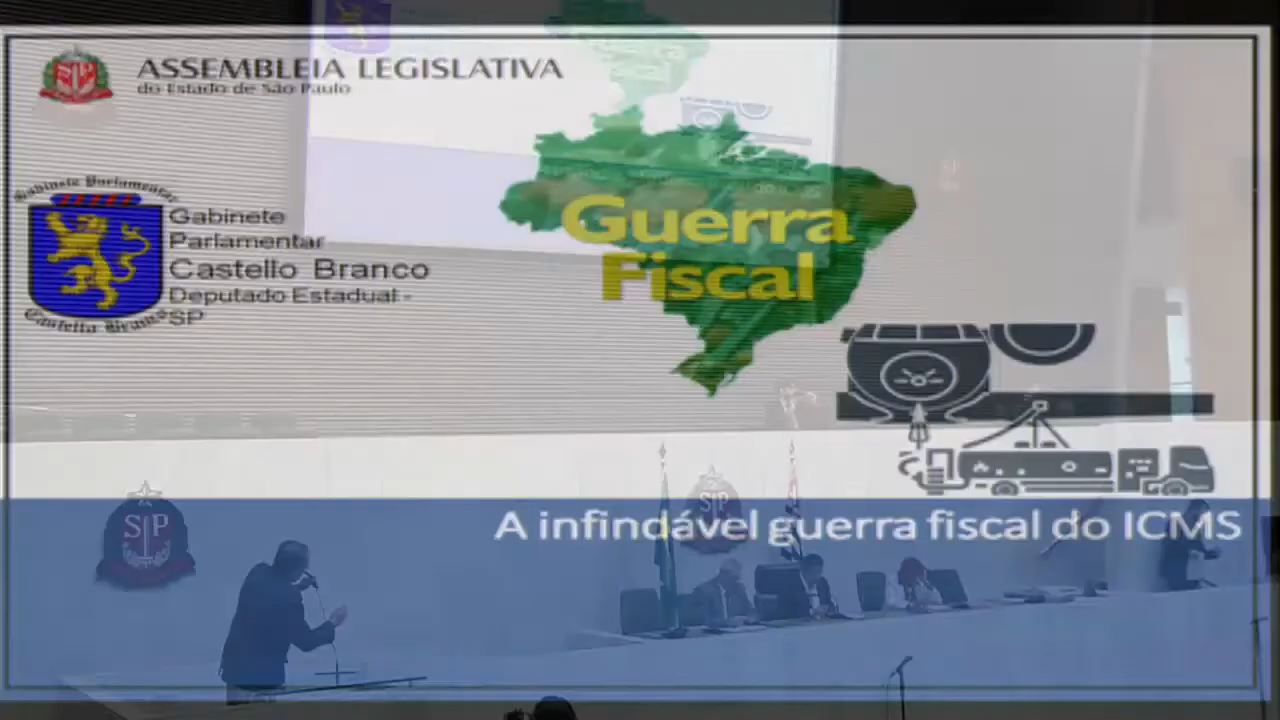 ASSEMBLEIA LEGISLATIVA
do Estado de São Paulo
SP
Gabinete Parlamentar
Gabinete
Parlamentar
Castello Branco
Deputado Estadual -
SP
Castello Branco
Guerra
Fiscal
A infindável guerra fiscal do ICMS
SP
SP